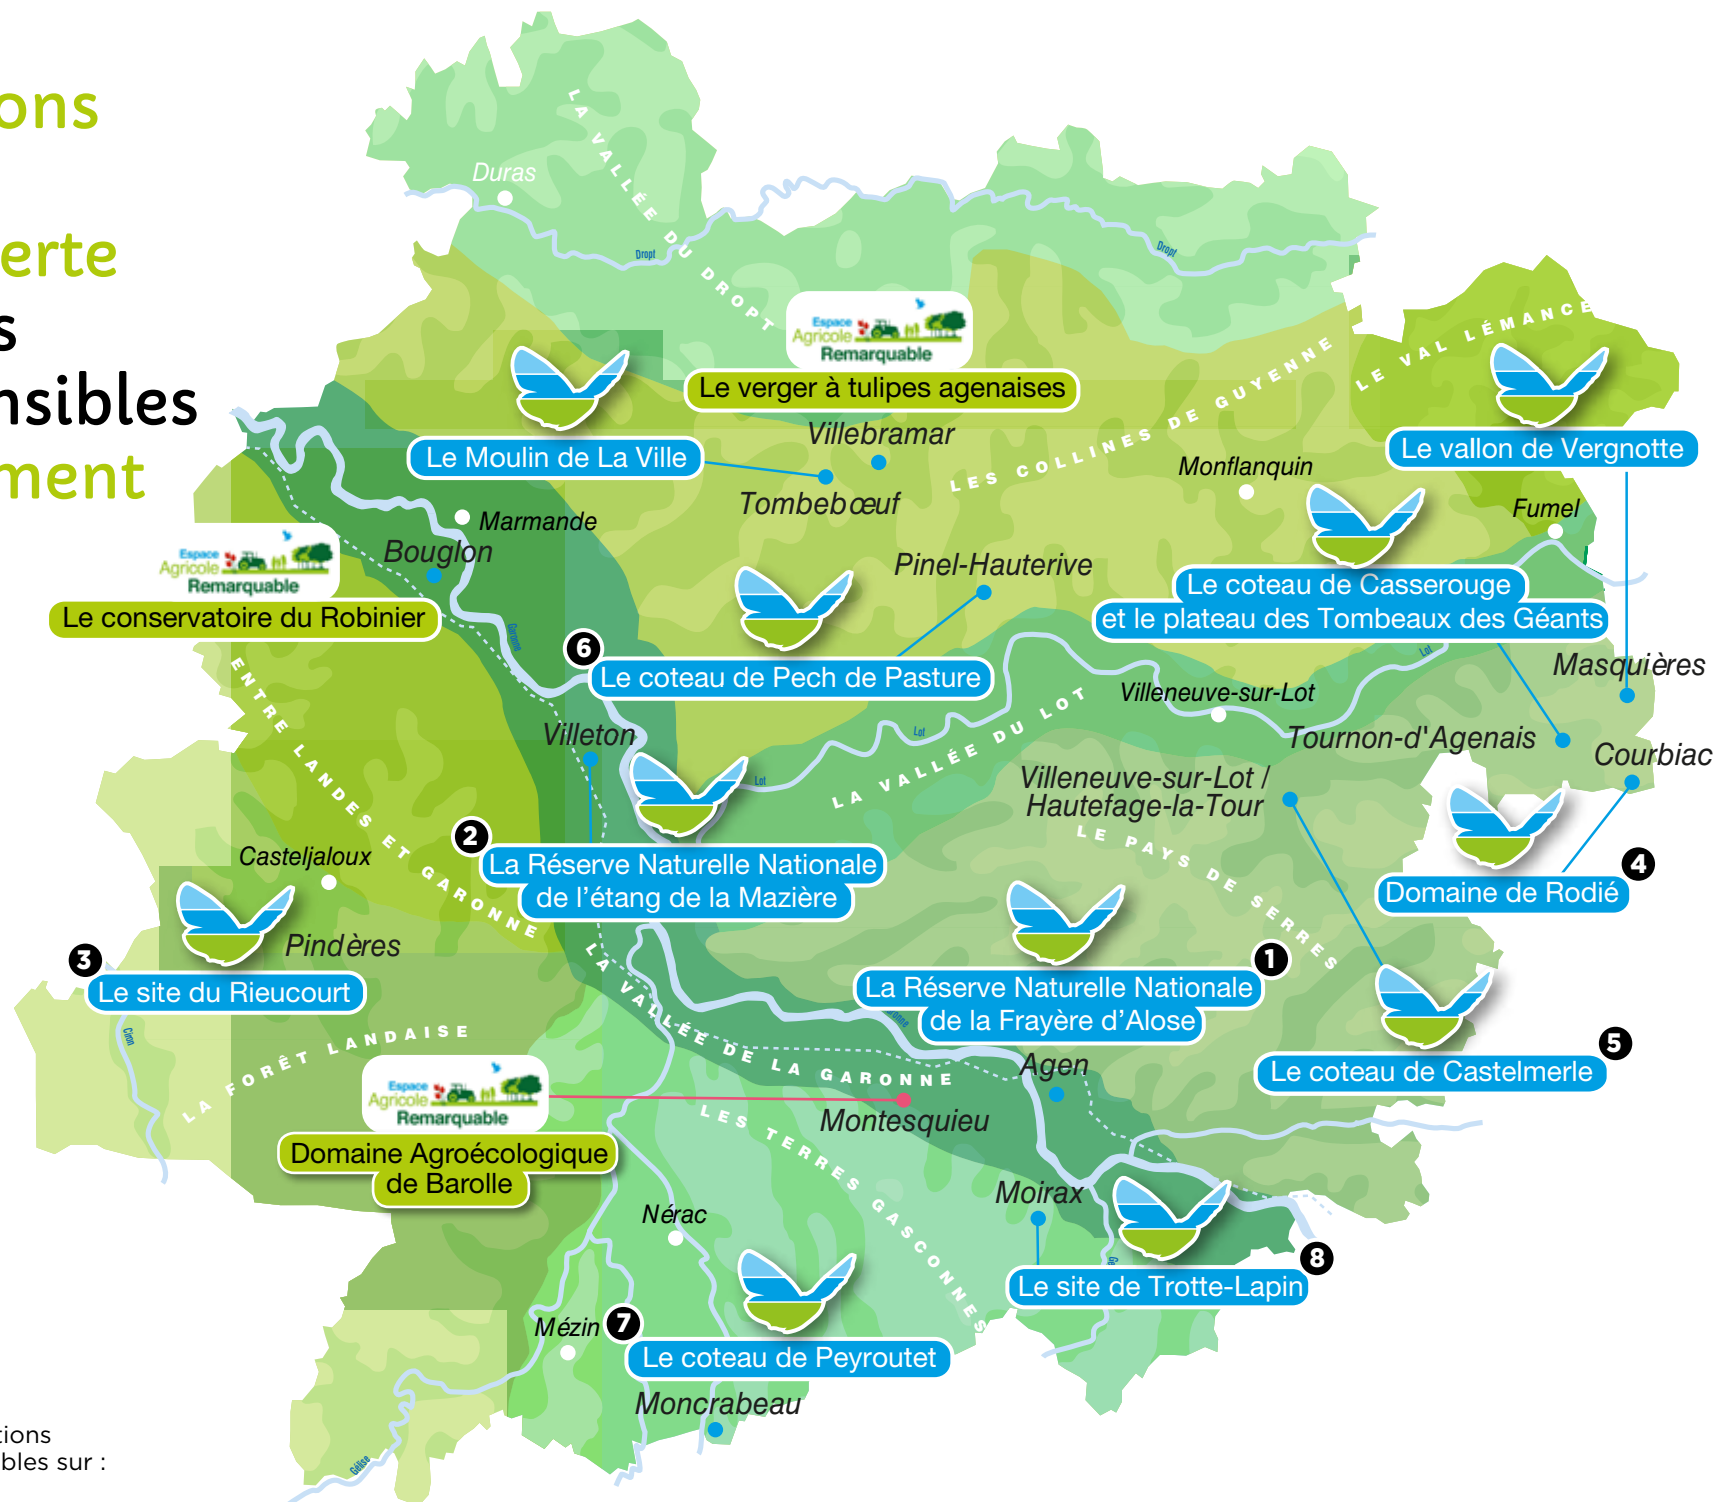 ons
erte
s
nsibles
ment
LA VALLÉE DU DROPT
Duras
Dropt
Dropt
Espace
Agricole
Remarquable
Le verger à tulipes agenaises
Villebramar
Le Moulin de La Ville
Tombebœuf
LES COLLINES DE GUYENNE
LE VAL LÉMANCE
Le vallon de Vergnotte
Monflanquin
Fumel
Marmande
Bouglon
Espace
Agricole
Remarquable
Le conservatoire du Robinier
Garonne
Pinel-Hauterive
Le coteau de Casserouge
et le plateau des Tombeaux des Géants
6
Le coteau de Pech de Pasture
Lot
Masquières
Villeneuve-sur-Lot
ENTRE LANDES ET GARONNE
Villeton
Lot
Lot
LA VALLÉE DU LOT
Tournon-d'Agenais
Courbiac
Villeneuve-sur-Lot /
Hautefage-la-Tour
LE PAYS DE SERRES
2
La Réserve Naturelle Nationale
de l’étang de la Mazière
Casteljaloux
4
Domaine de Rodié
Pindères
3
Le site du Rieucourt
Ciron
1
La Réserve Naturelle Nationale
de la Frayère d’Alose
5
Le coteau de Castelmerle
LA FORÊT LANDAISE
LA VALLÉE DE LA GARONNE
Agen
Espace
Agricole
Remarquable
Domaine Agroécologique
de Barolle
Montesquieu
LES TERRES GASCONNES
Moirax
Nérac
8
Le site de Trotte-Lapin
Mézin
7
Le coteau de Peyroutet
Moncrabeau
Gélise
tions
bles sur :